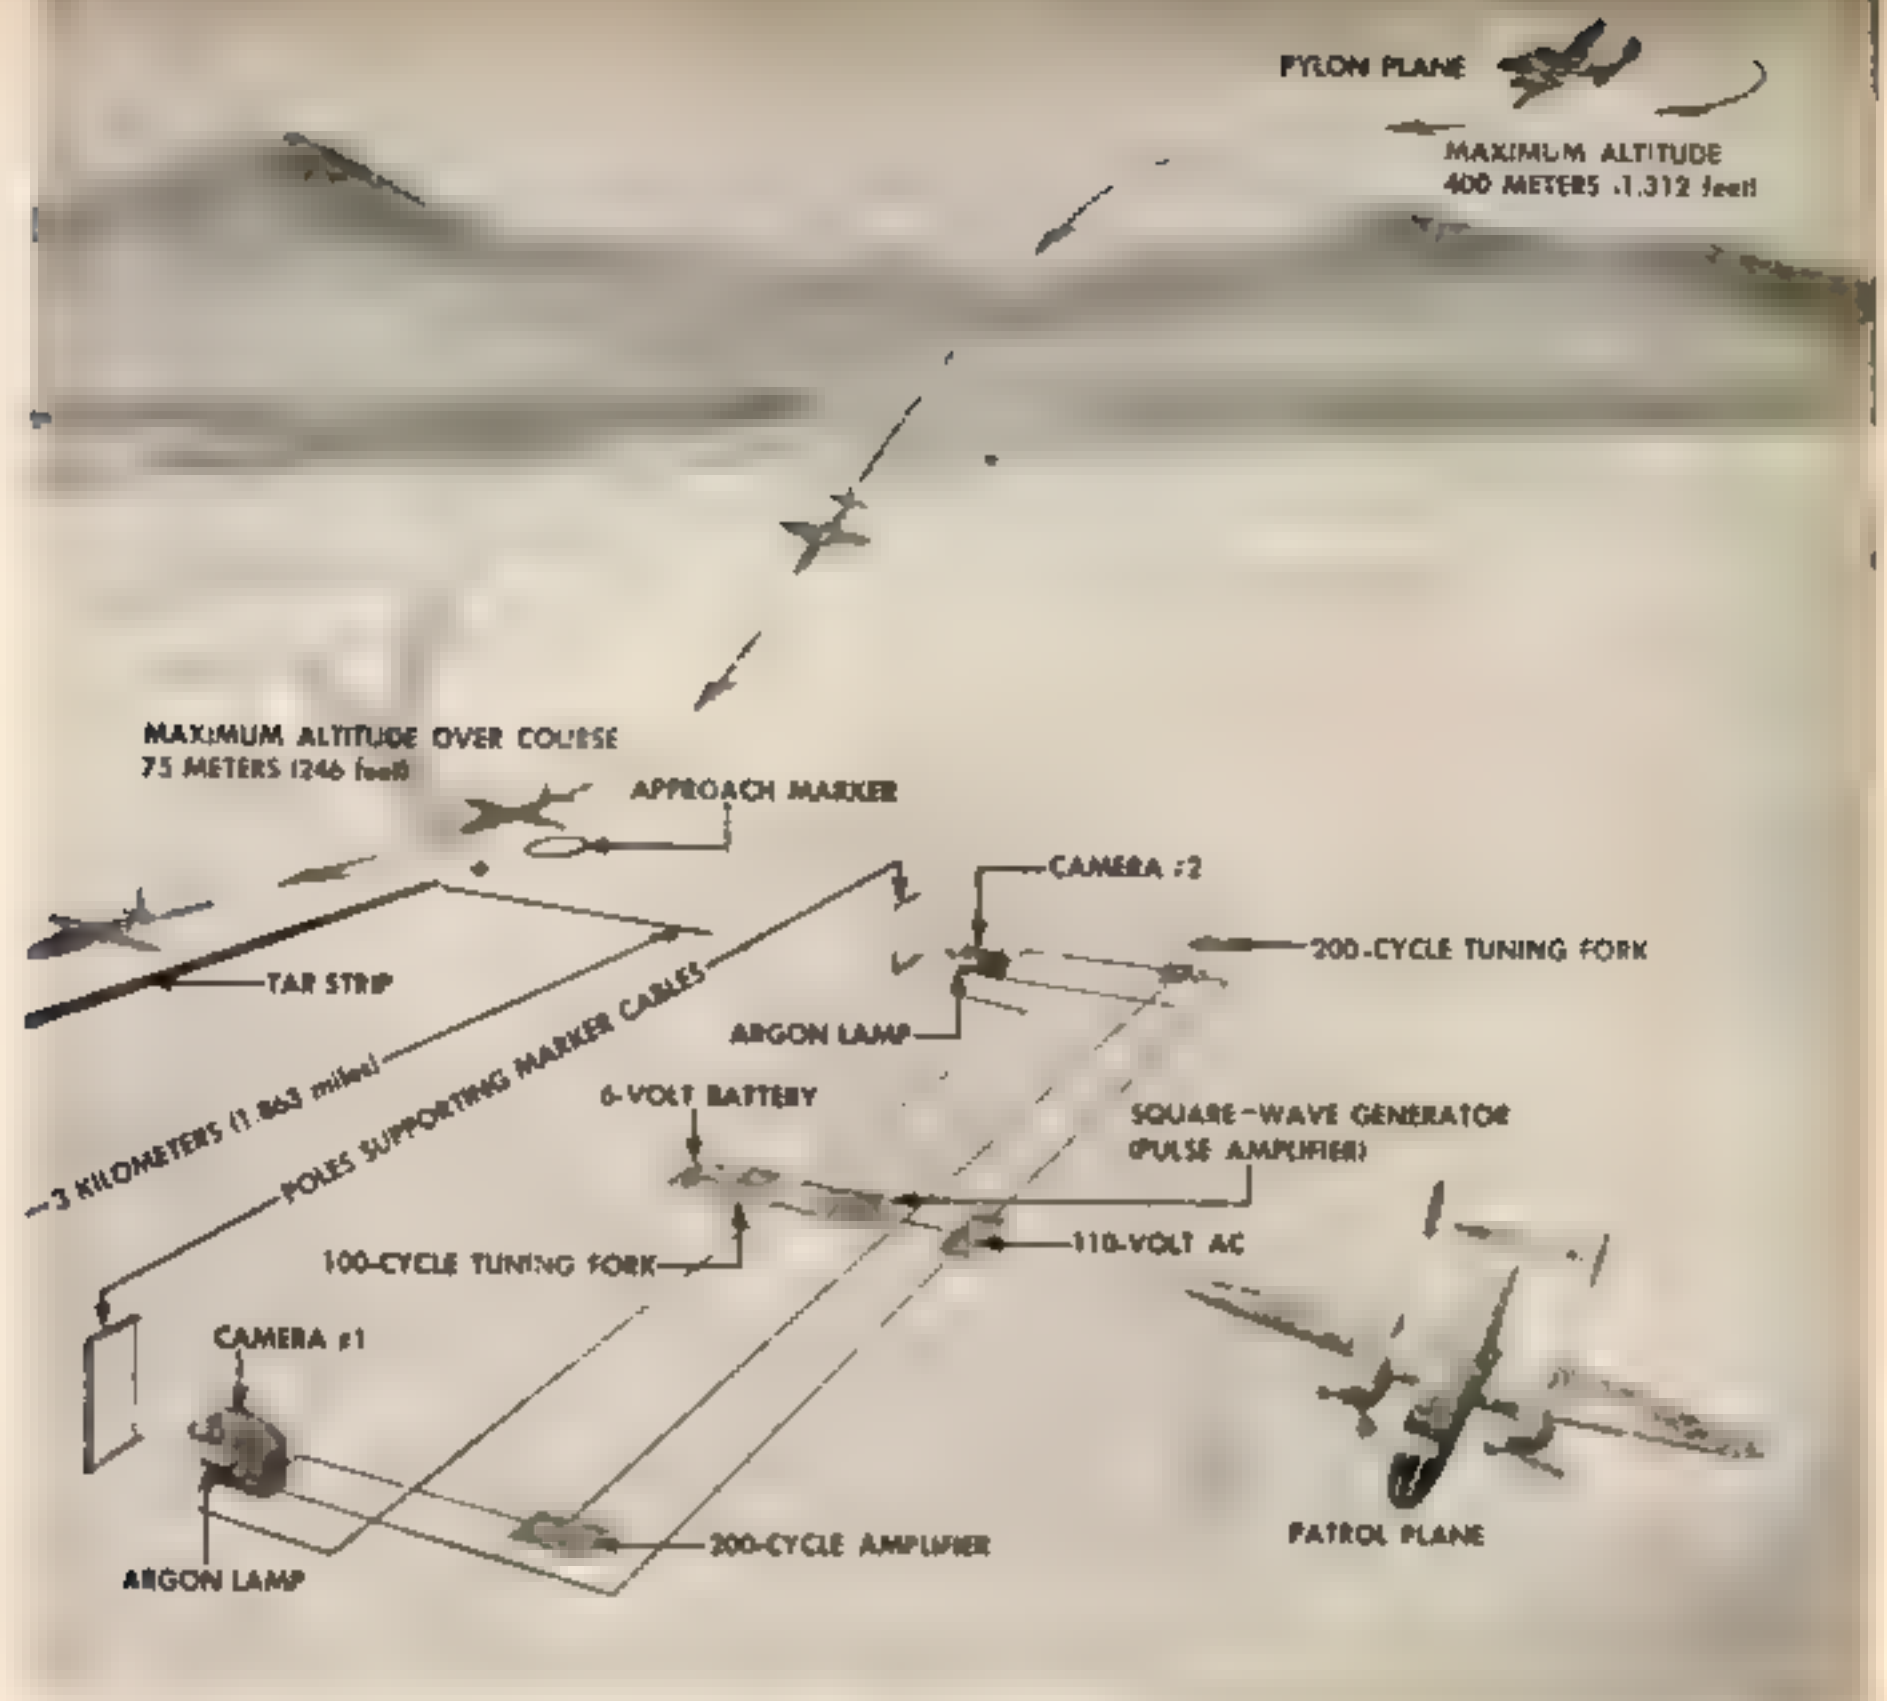 PYLON PLANE
MAXIMUM ALTITUDE
400 METERS (1,312 feet)
MAXIMUM ALTITUDE OVER COURSE
75 METERS (246 feet)
APPROACH MARKER
CAMERA #2
200-CYCLE TUNING FORK
TAR STRIP
ARGON LAMP
3 KILOMETERS (1.863 miles)
POLES SUPPORTING MARKER CABLES
6-VOLT BATTERY
SQUARE-WAVE GENERATOR
(PULSE AMPLIFIER)
110-VOLT AC
100-CYCLE TUNING FORK
CAMERA #1
200-CYCLE AMPLIFIER
PATROL PLANE
ARGON LAMP